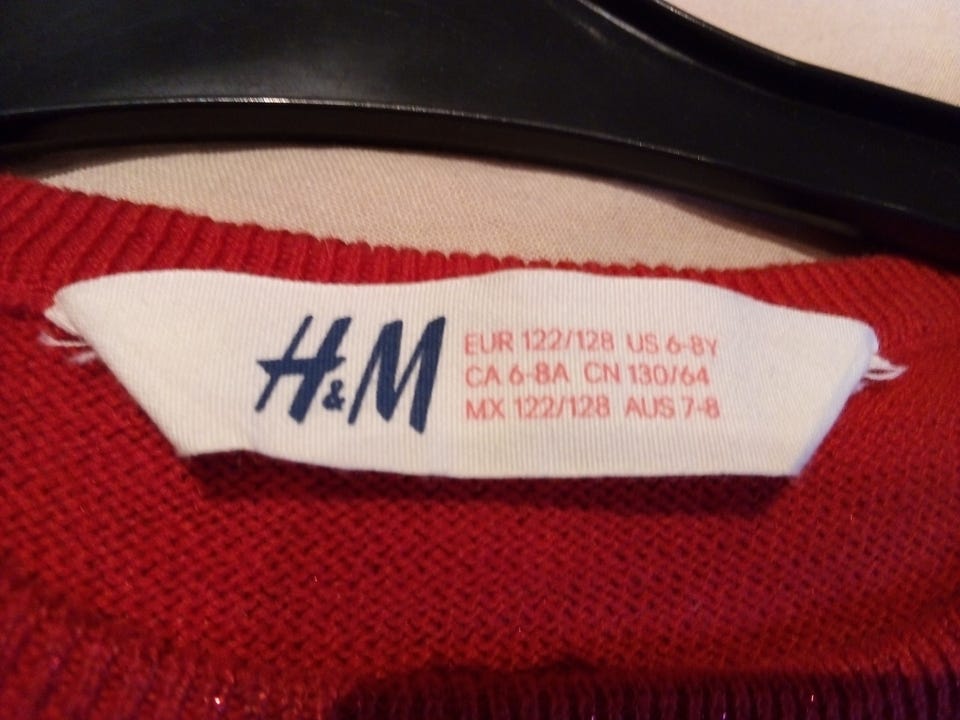 H&M
EUR 122/128 US 6-8Y
CA 6-8A CN 130/64
MX 122/128 AUS 7-8